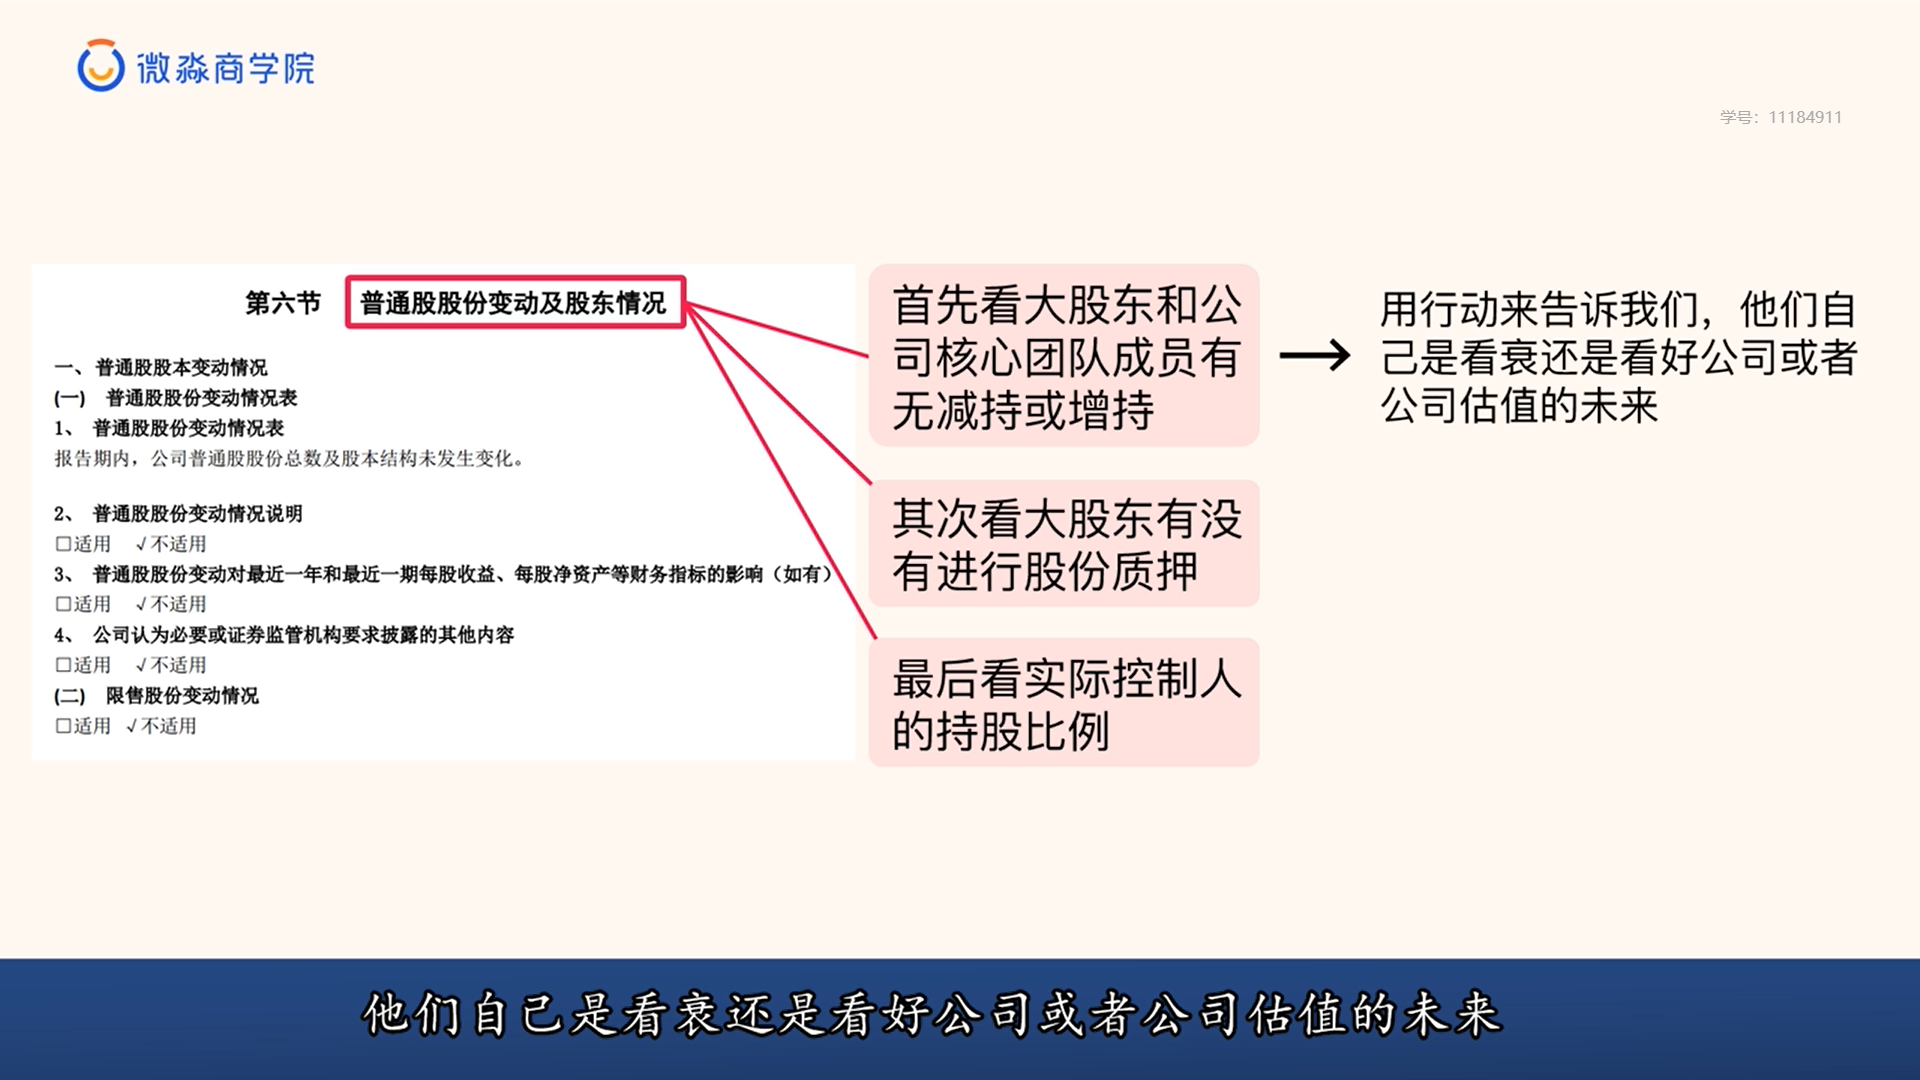 微淼商学院
学号：11184911
第六节 普通股股份变动及股东情况
一、普通股股本变动情况
(一) 普通股股份变动情况表
1、 普通股股份变动情况表
报告期内，公司普通股股份总数及股本结构未发生变化。
2、 普通股股份变动情况说明
□适用 √不适用
3、 普通股股份变动对最近一年和最近一期每股收益、每股净资产等财务指标的影响（如有）
□适用 √不适用
4、 公司认为必要或证券监管机构要求披露的其他内容
□适用 √不适用
(二) 限售股份变动情况
□适用 √不适用
首先看大股东和公
司核心团队成员有
无减持或增持
用行动来告诉我们，他们自
己是看衰还是看好公司或者
公司估值的未来
其次看大股东有没
有进行股份质押
最后看实际控制人
的持股比例
他们自己是看衰还是看好公司或者公司估值的未来